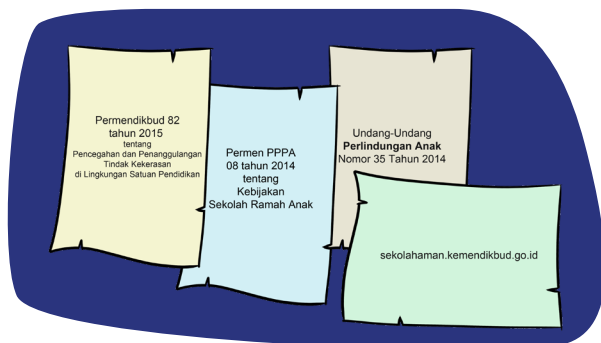 Permendikbud 82
tahun 2015
tentang
Pencegahan dan Penanggulangan
Tindak Kekerasan
di Lingkungan Satuan Pendidikan
Permen PPPA
08 tahun 2014
tentang
Kebijakan
Sekolah Ramah Anak
Undang-Undang
Perlindungan Anak
Nomor 35 Tahun 2014
sekolahaman.kemendikbud.go.id